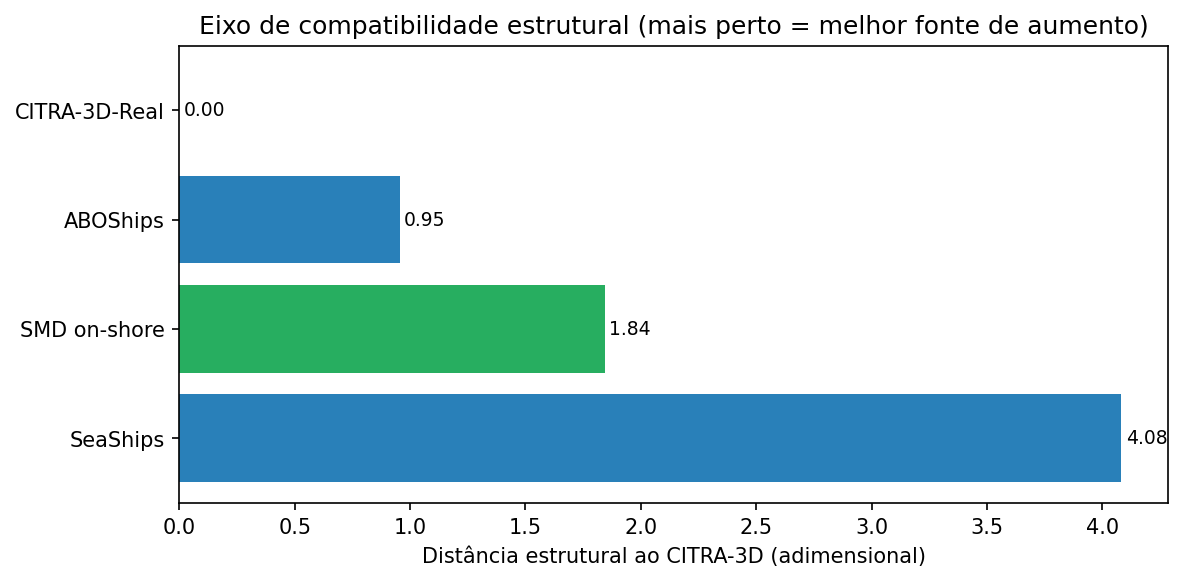 Eixo de compatibilidade estrutural (mais perto = melhor fonte de aumento)
CITRA-3D-Real
0.00
ABOShips
0.95
SMD on-shore
1.84
SeaShips
4.08
0.0 0.5 1.0 1.5 2.0 2.5 3.0 3.5 4.0
Distância estrutural ao CITRA-3D (adimensional)